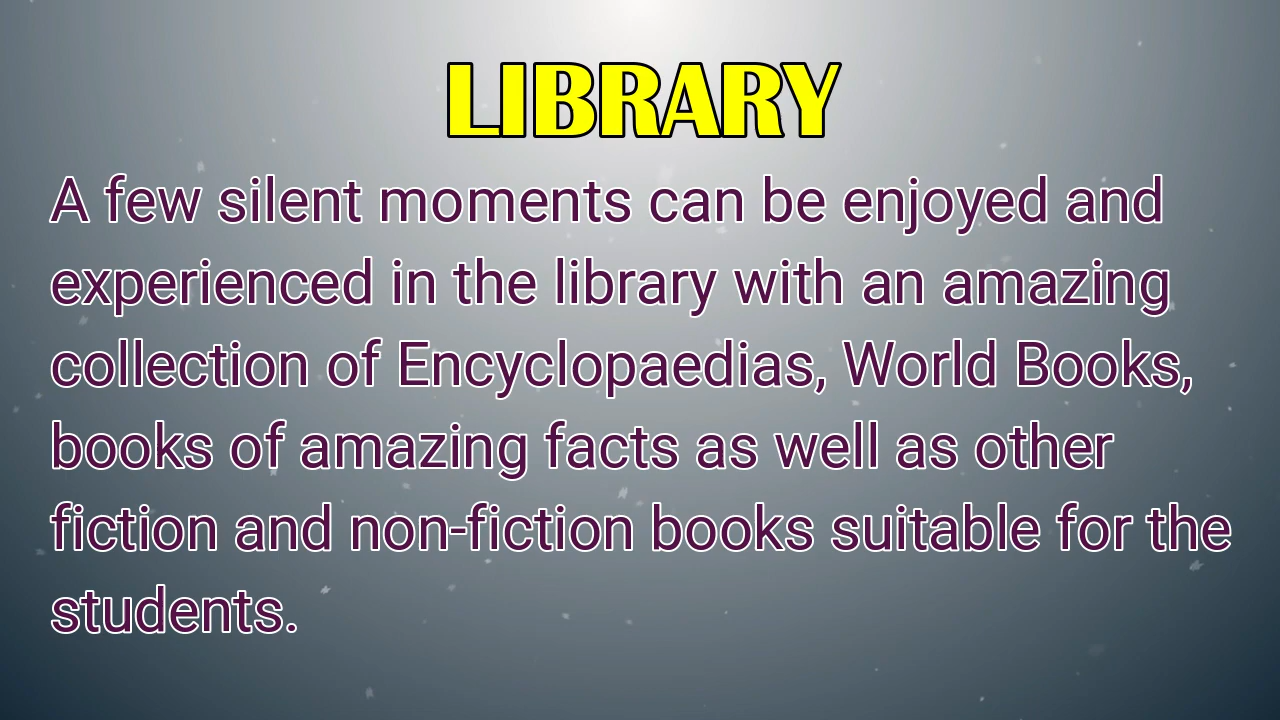 LIBRARY
A few silent moments can be enjoyed and
experienced in the library with an amazing
collection of Encyclopaedias, World Books,
books of amazing facts as well as other
fiction and non-fiction books suitable for the
students.